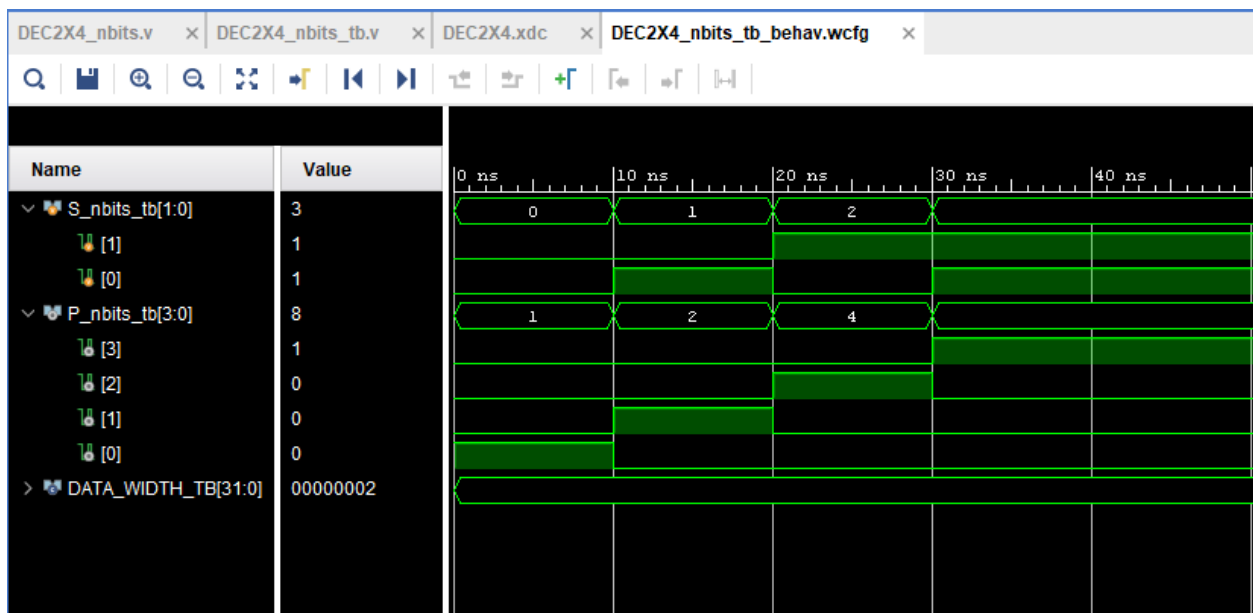 DEC2X4_nbits.v × DEC2X4_nbits_tb.v × DEC2X4.xdc × DEC2X4_nbits_tb_behav.wcfg ×
Name Value 0 ns 10 ns 20 ns 30 ns 40 ns
S_nbits_tb[1:0] 3 0 1 2
[1] 1
[0] 1
P_nbits_tb[3:0] 8 1 2 4
[3] 1
[2] 0
[1] 0
[0] 0
DATA_WIDTH_TB[31:0] 00000002